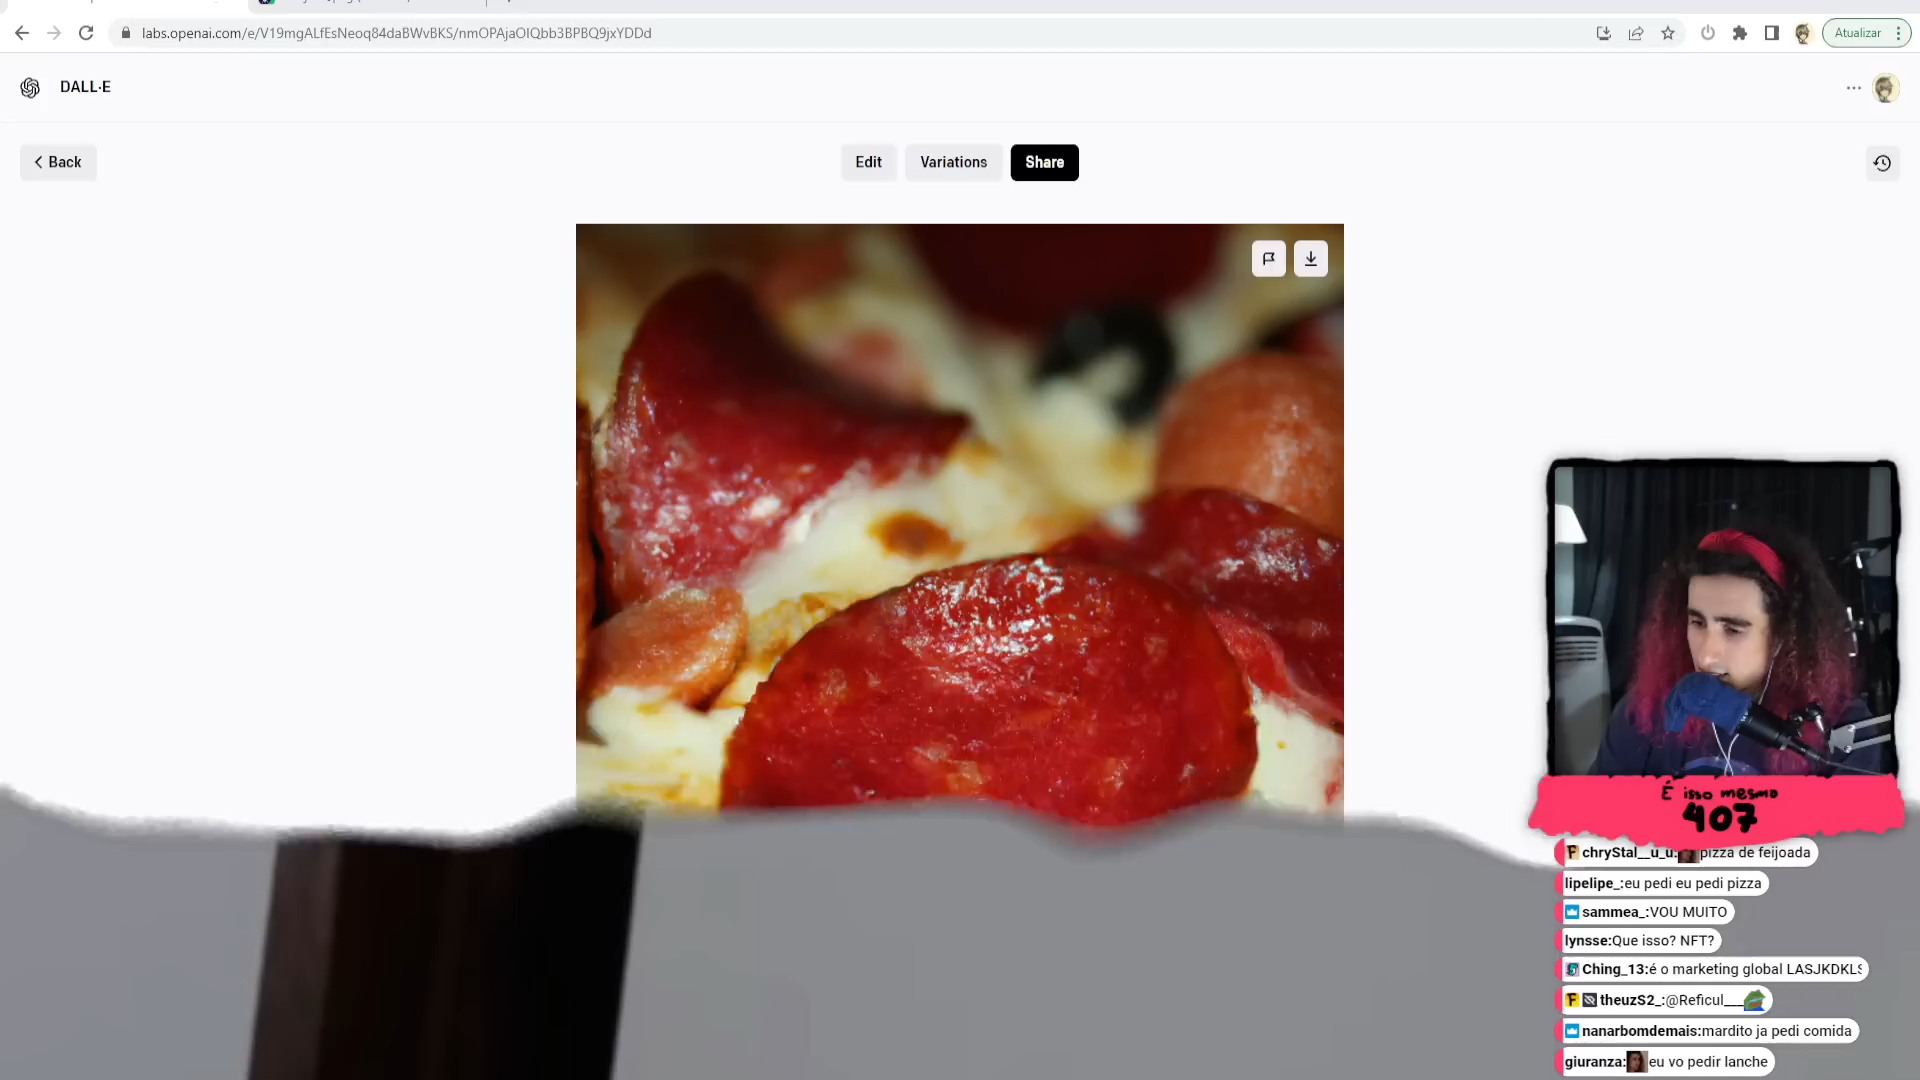 labs.openai.com/e/V19mgALfEsNeoq84daBWvBKS/nmOPAjaOIQbb3BPBQ9jxYDDd
Atualizar
DALL·E
Back
Edit
Variations
Share
É isso mesmo
407
chryStal__u_u: pizza de feijoada
lipelipe_:eu pedi eu pedi pizza
sammea_:VOU MUITO
lynsse:Que isso? NFT?
Ching_13:é o marketing global LASJKDKLS
theuzS2_:@Reficul___
nanarbomdemais:mardito ja pedi comida
giuranza: eu vo pedir lanche